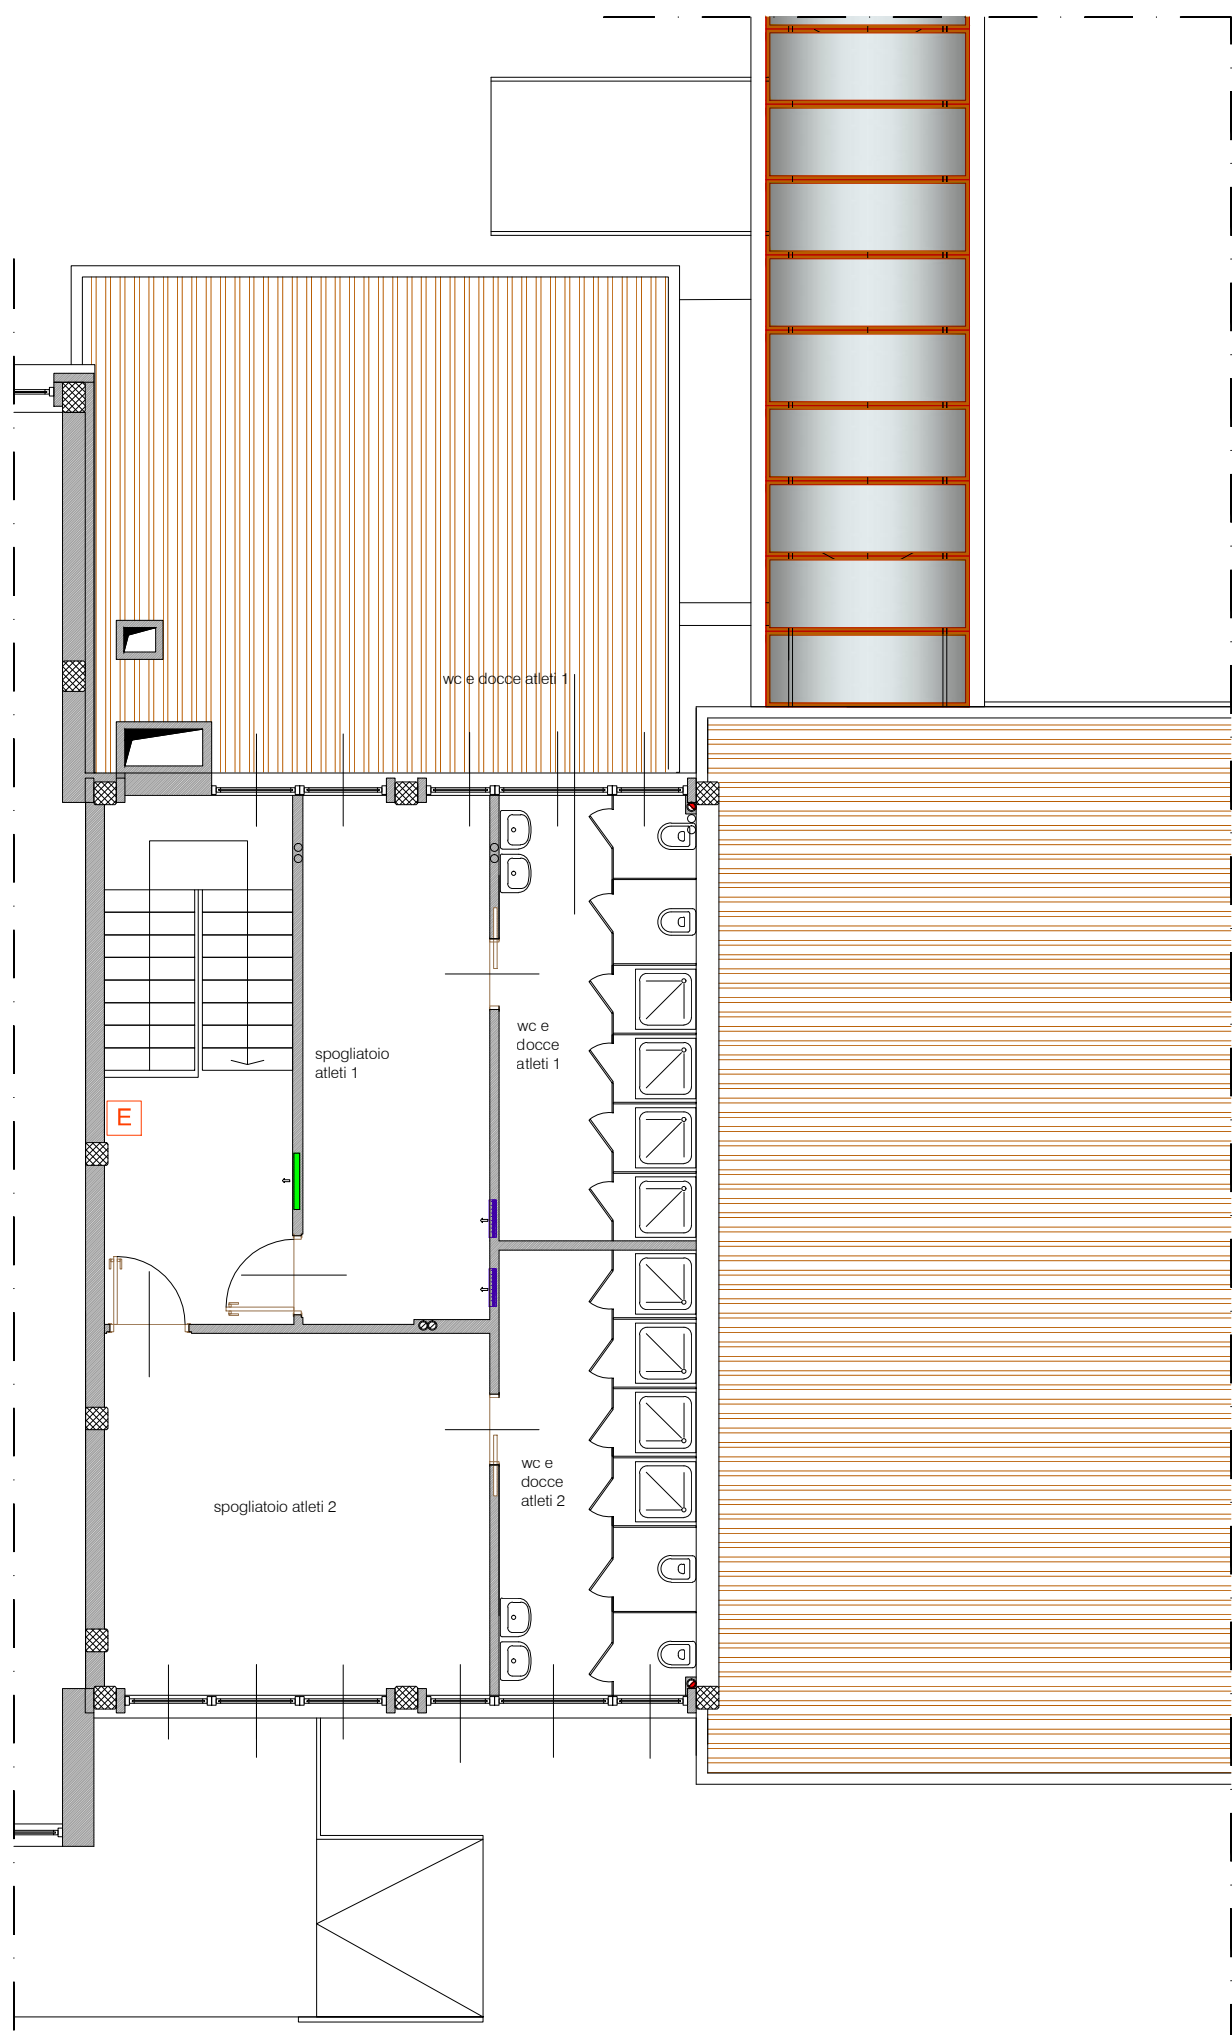 wc e docce atleti 1
wc e
docce
atleti 1
spogliatoio
atleti 1
E
wc e
docce
atleti 2
spogliatoio atleti 2